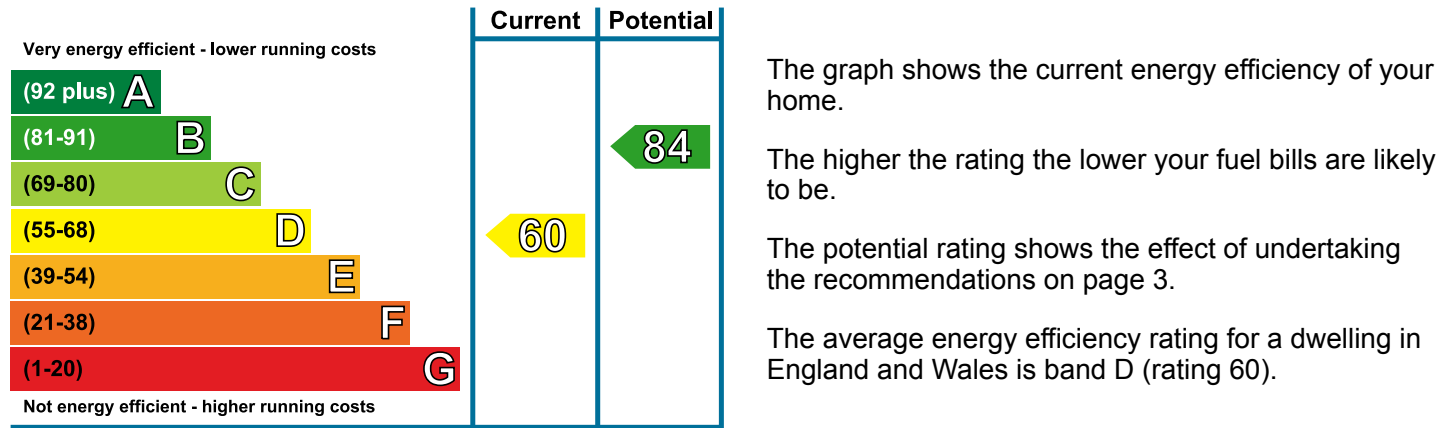 Current Potential
Very energy efficient - lower running costs
(92 plus) A
(81-91) B
84
(69-80) C
(55-68) D
60
(39-54) E
(21-38) F
(1-20) G
Not energy efficient - higher running costs
The graph shows the current energy efficiency of your
home.
The higher the rating the lower your fuel bills are likely
to be.
The potential rating shows the effect of undertaking
the recommendations on page 3.
The average energy efficiency rating for a dwelling in
England and Wales is band D (rating 60).